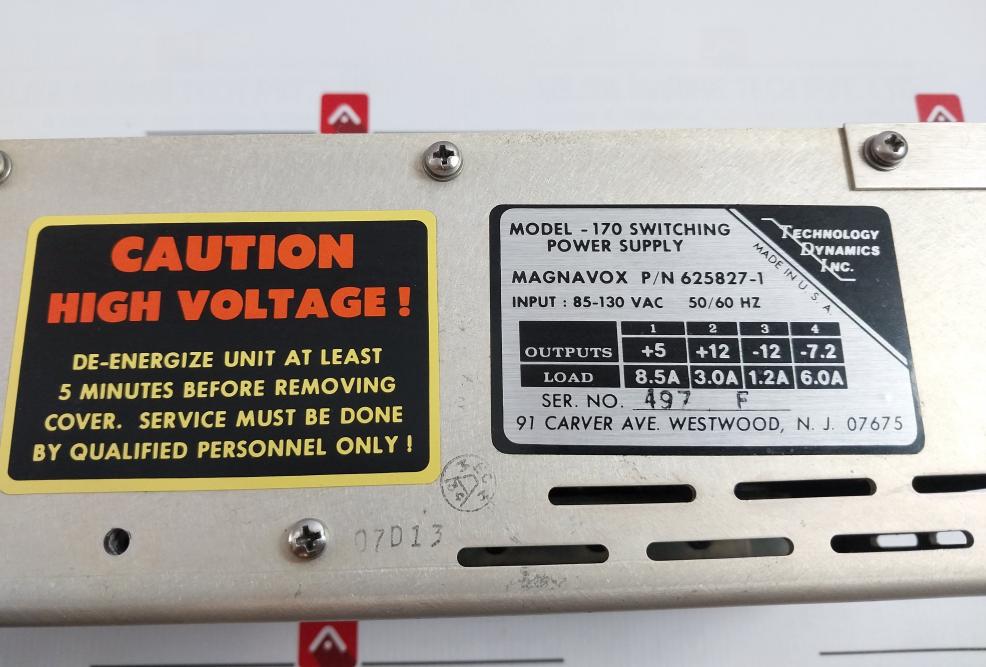 CAUTION
HIGH VOLTAGE!
DE-ENERGIZE UNIT AT LEAST
5 MINUTES BEFORE REMOVING
COVER. SERVICE MUST BE DONE
BY QUALIFIED PERSONNEL ONLY!
MODEL -170 SWITCHING
POWER SUPPLY
TECHNOLOGY
DYNAMICS
INC.
MADE IN U.S.A
MAGNAVOX P/N 625827-1
INPUT : 85-130 VAC 50/60 HZ
1 2 3 4
OUTPUTS +5 +12 -12 -7.2
LOAD 8.5A 3.0A 1.2A 6.0A
SER. NO. 497 F
91 CARVER AVE. WESTWOOD, N. J. 07675
07D13